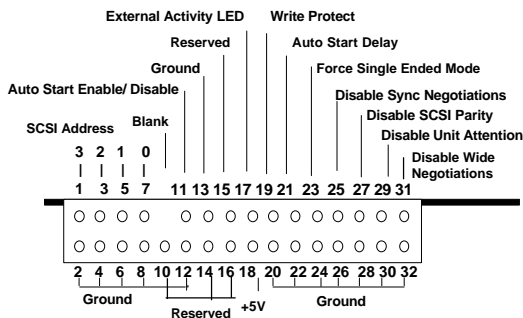 External Activity LED
Write Protect
Reserved
Auto Start Delay
Ground
Force Single Ended Mode
Auto Start Enable/ Disable
Disable Sync Negotiations
SCSI Address
Blank
Disable SCSI Parity
Disable Unit Attention
3 2 1 0
Disable Wide
Negotiations
1 3 5 7 11 13 15 17 19 21 23 25 27 29 31
2 4 6 8 10 12 14 16 18 20 22 24 26 28 30 32
Ground
Reserved
+5V
Ground